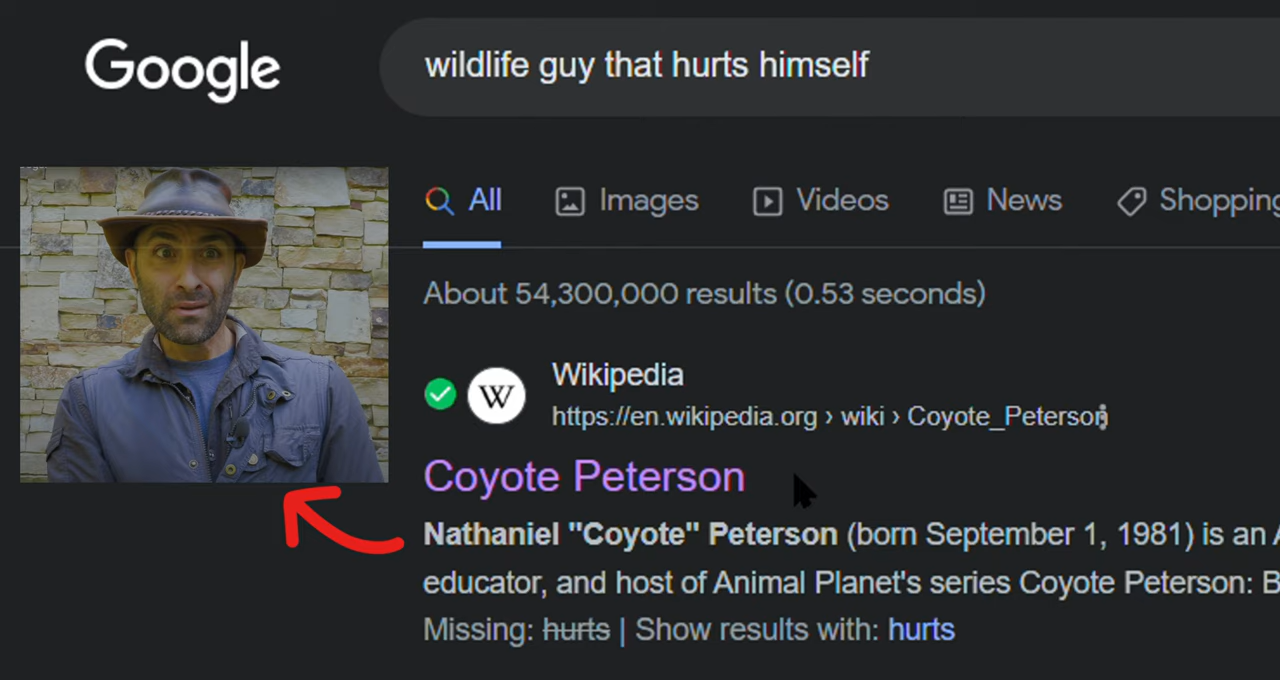 Google
wildlife guy that hurts himself
All Images Videos News Shopping
About 54,300,000 results (0.53 seconds)
W
Wikipedia
https://en.wikipedia.org › wiki › Coyote_Peterson
Coyote Peterson
Nathaniel "Coyote" Peterson (born September 1, 1981) is an
educator, and host of Animal Planet's series Coyote Peterson:
Missing: hurts | Show results with: hurts